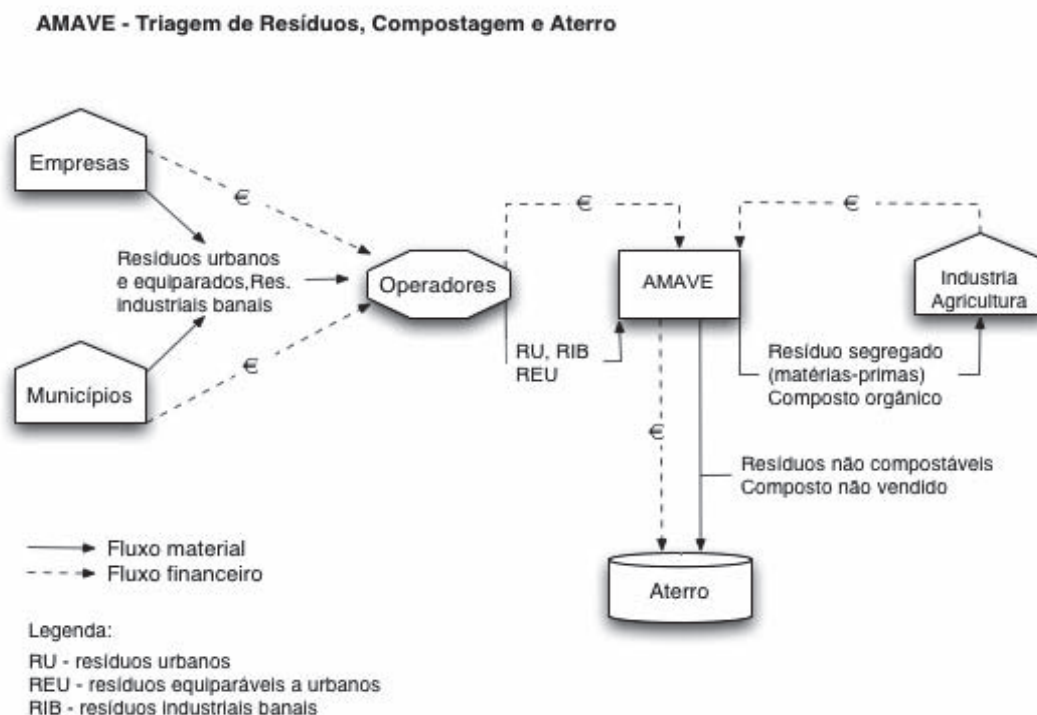 AMAVE - Triagem de Resíduos, Compostagem e Aterro
Empresas
€
€
€
Resíduos urbanos
e equiparados,Res.
industriais banais
Operadores
AMAVE
Industria
Agricultura
RU, RIB
REU
Resíduo segregado
(matérias-primas)
Composto orgânico
€
Municípios
€
Resíduos não compostáveis
Composto não vendido
Fluxo material
Fluxo financeiro
Aterro
Legenda:
RU - resíduos urbanos
REU - resíduos equiparáveis a urbanos
RIB - resíduos industriais banais